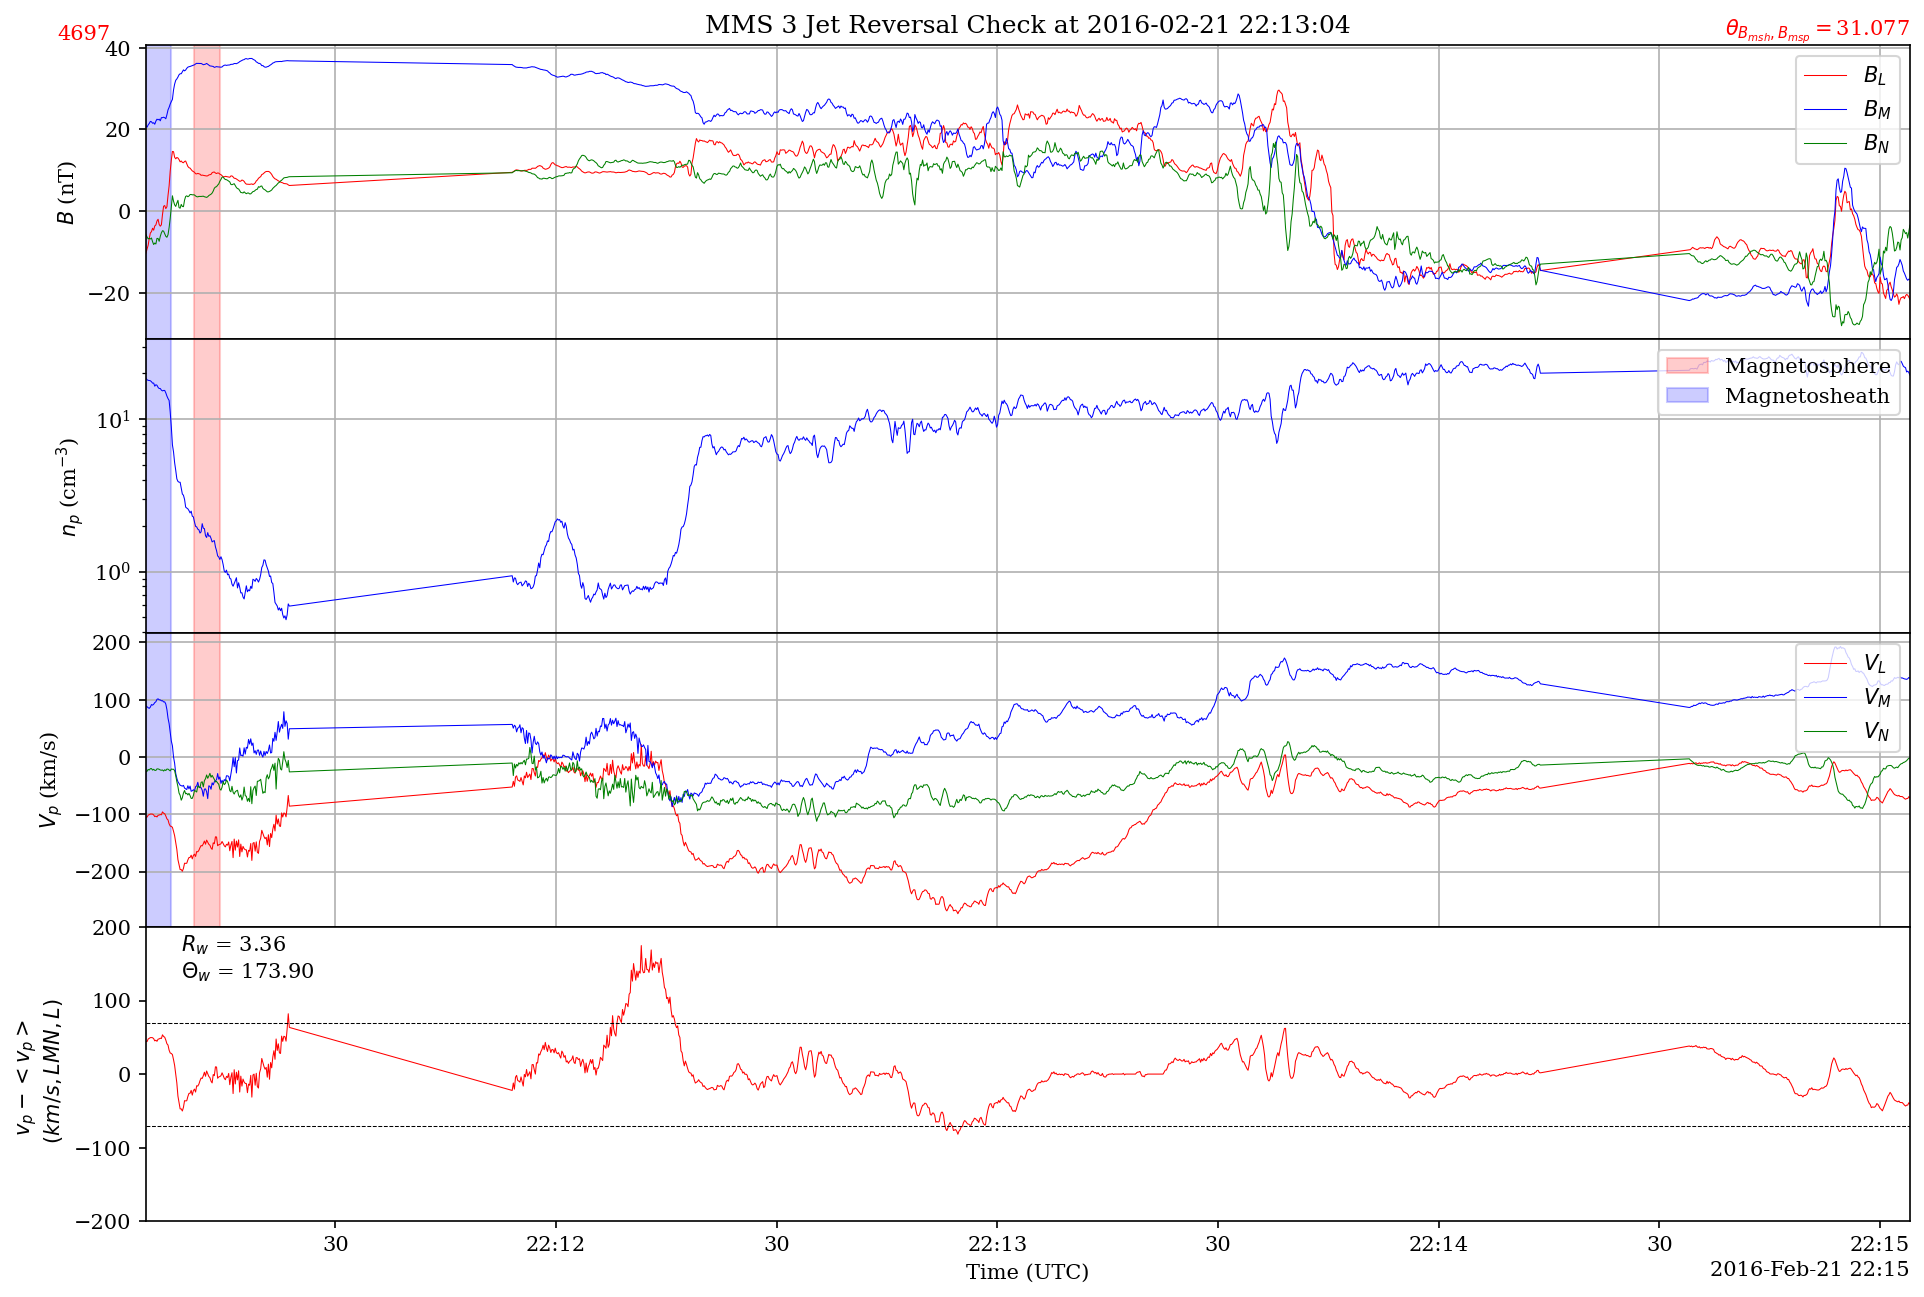 MMS 3 Jet Reversal Check at 2016-02-21 22:13:04
4697
θ_{B_{msh}, B_{msp}} = 31.077
40
20
0
−20
B (nT)
B_L
B_M
B_N
10^1
10^0
n_p (cm^{−3})
Magnetosphere
Magnetosheath
200
100
0
−100
−200
V_p (km/s)
V_L
V_M
V_N
200
100
0
−100
−200
v_p − < v_p >
(km/s, LMN, L)
R_w = 3.36
Θ_w = 173.90
30 22:12 30 22:13 30 22:14 30 22:15
Time (UTC)
2016-Feb-21 22:15